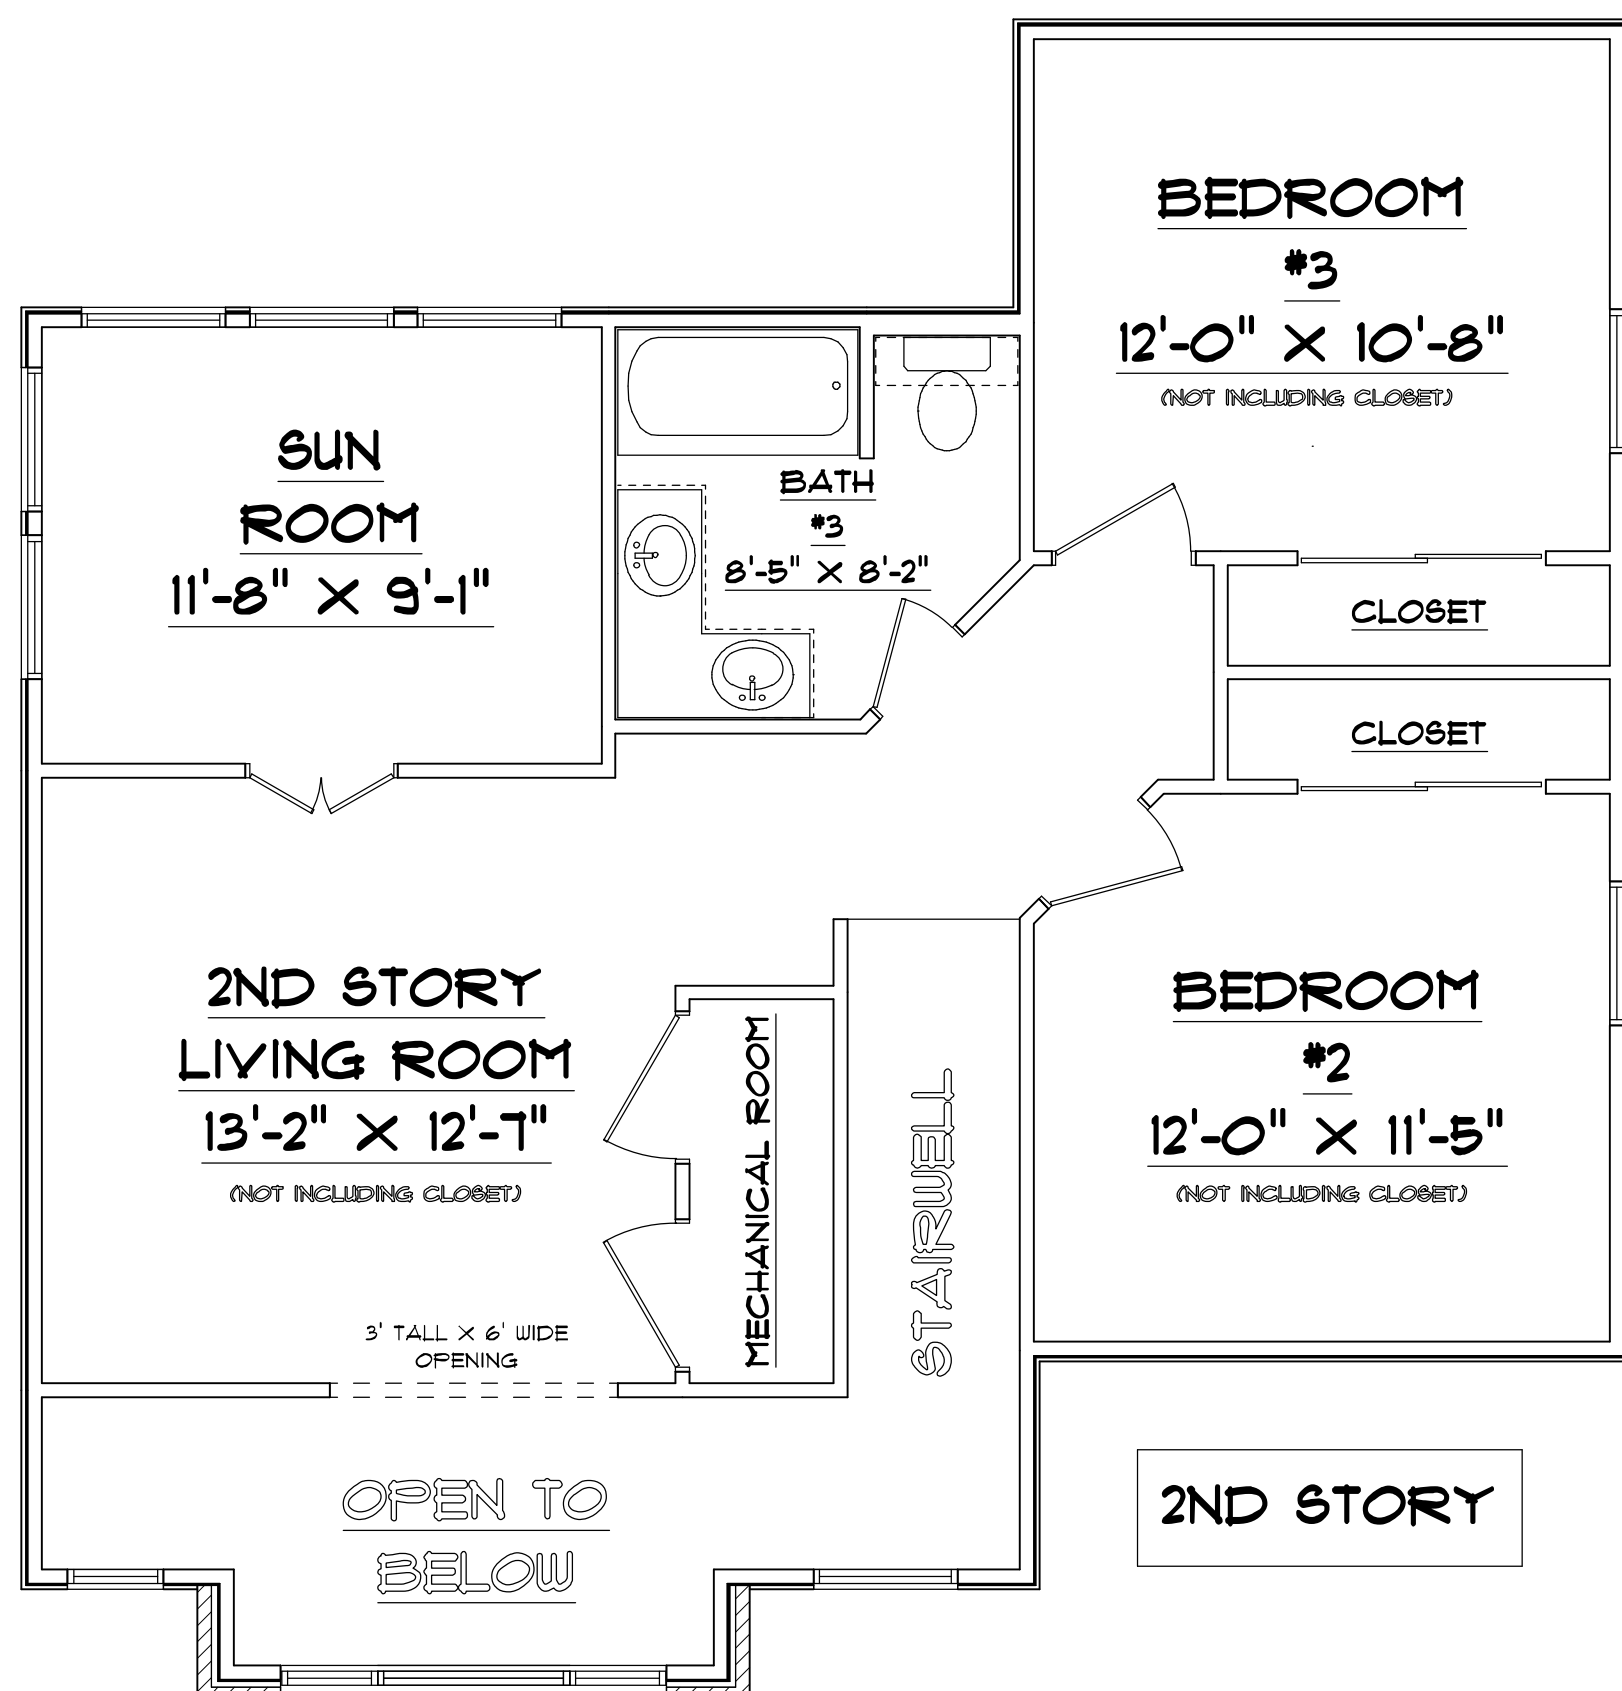 BEDROOM
#3
12'-0" X 10'-8"
(NOT INCLUDING CLOSET)
SUN
ROOM
11'-8" X 9'-1"
BATH
#3
8'-5" X 8'-2"
CLOSET
CLOSET
2ND STORY
LIVING ROOM
13'-2" X 12'-7"
(NOT INCLUDING CLOSET)
MECHANICAL ROOM
STAIRWELL
BEDROOM
#2
12'-0" X 11'-5"
(NOT INCLUDING CLOSET)
3' TALL X 6' WIDE
OPENING
OPEN TO
BELOW
2ND STORY